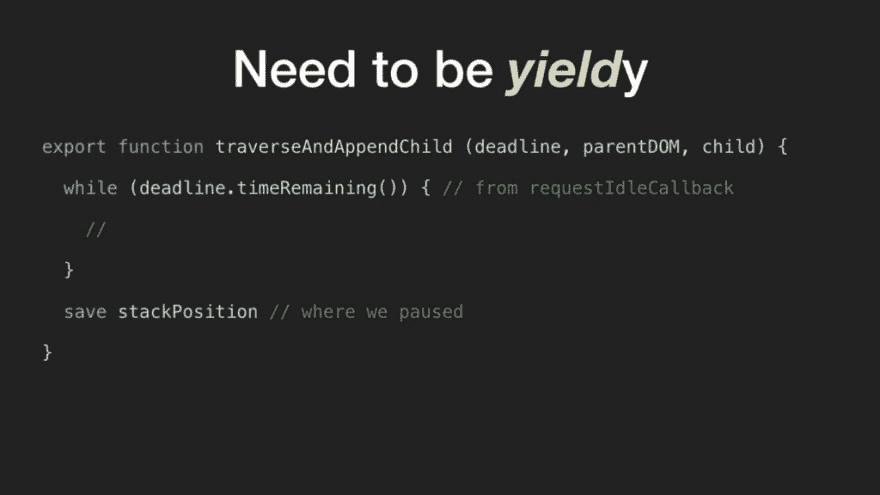 Need to be yieldy
export function traverseAndAppendChild (deadline, parentDOM, child) {
while (deadline.timeRemaining()) { // from requestIdleCallback
//
}
save stackPosition // where we paused
}